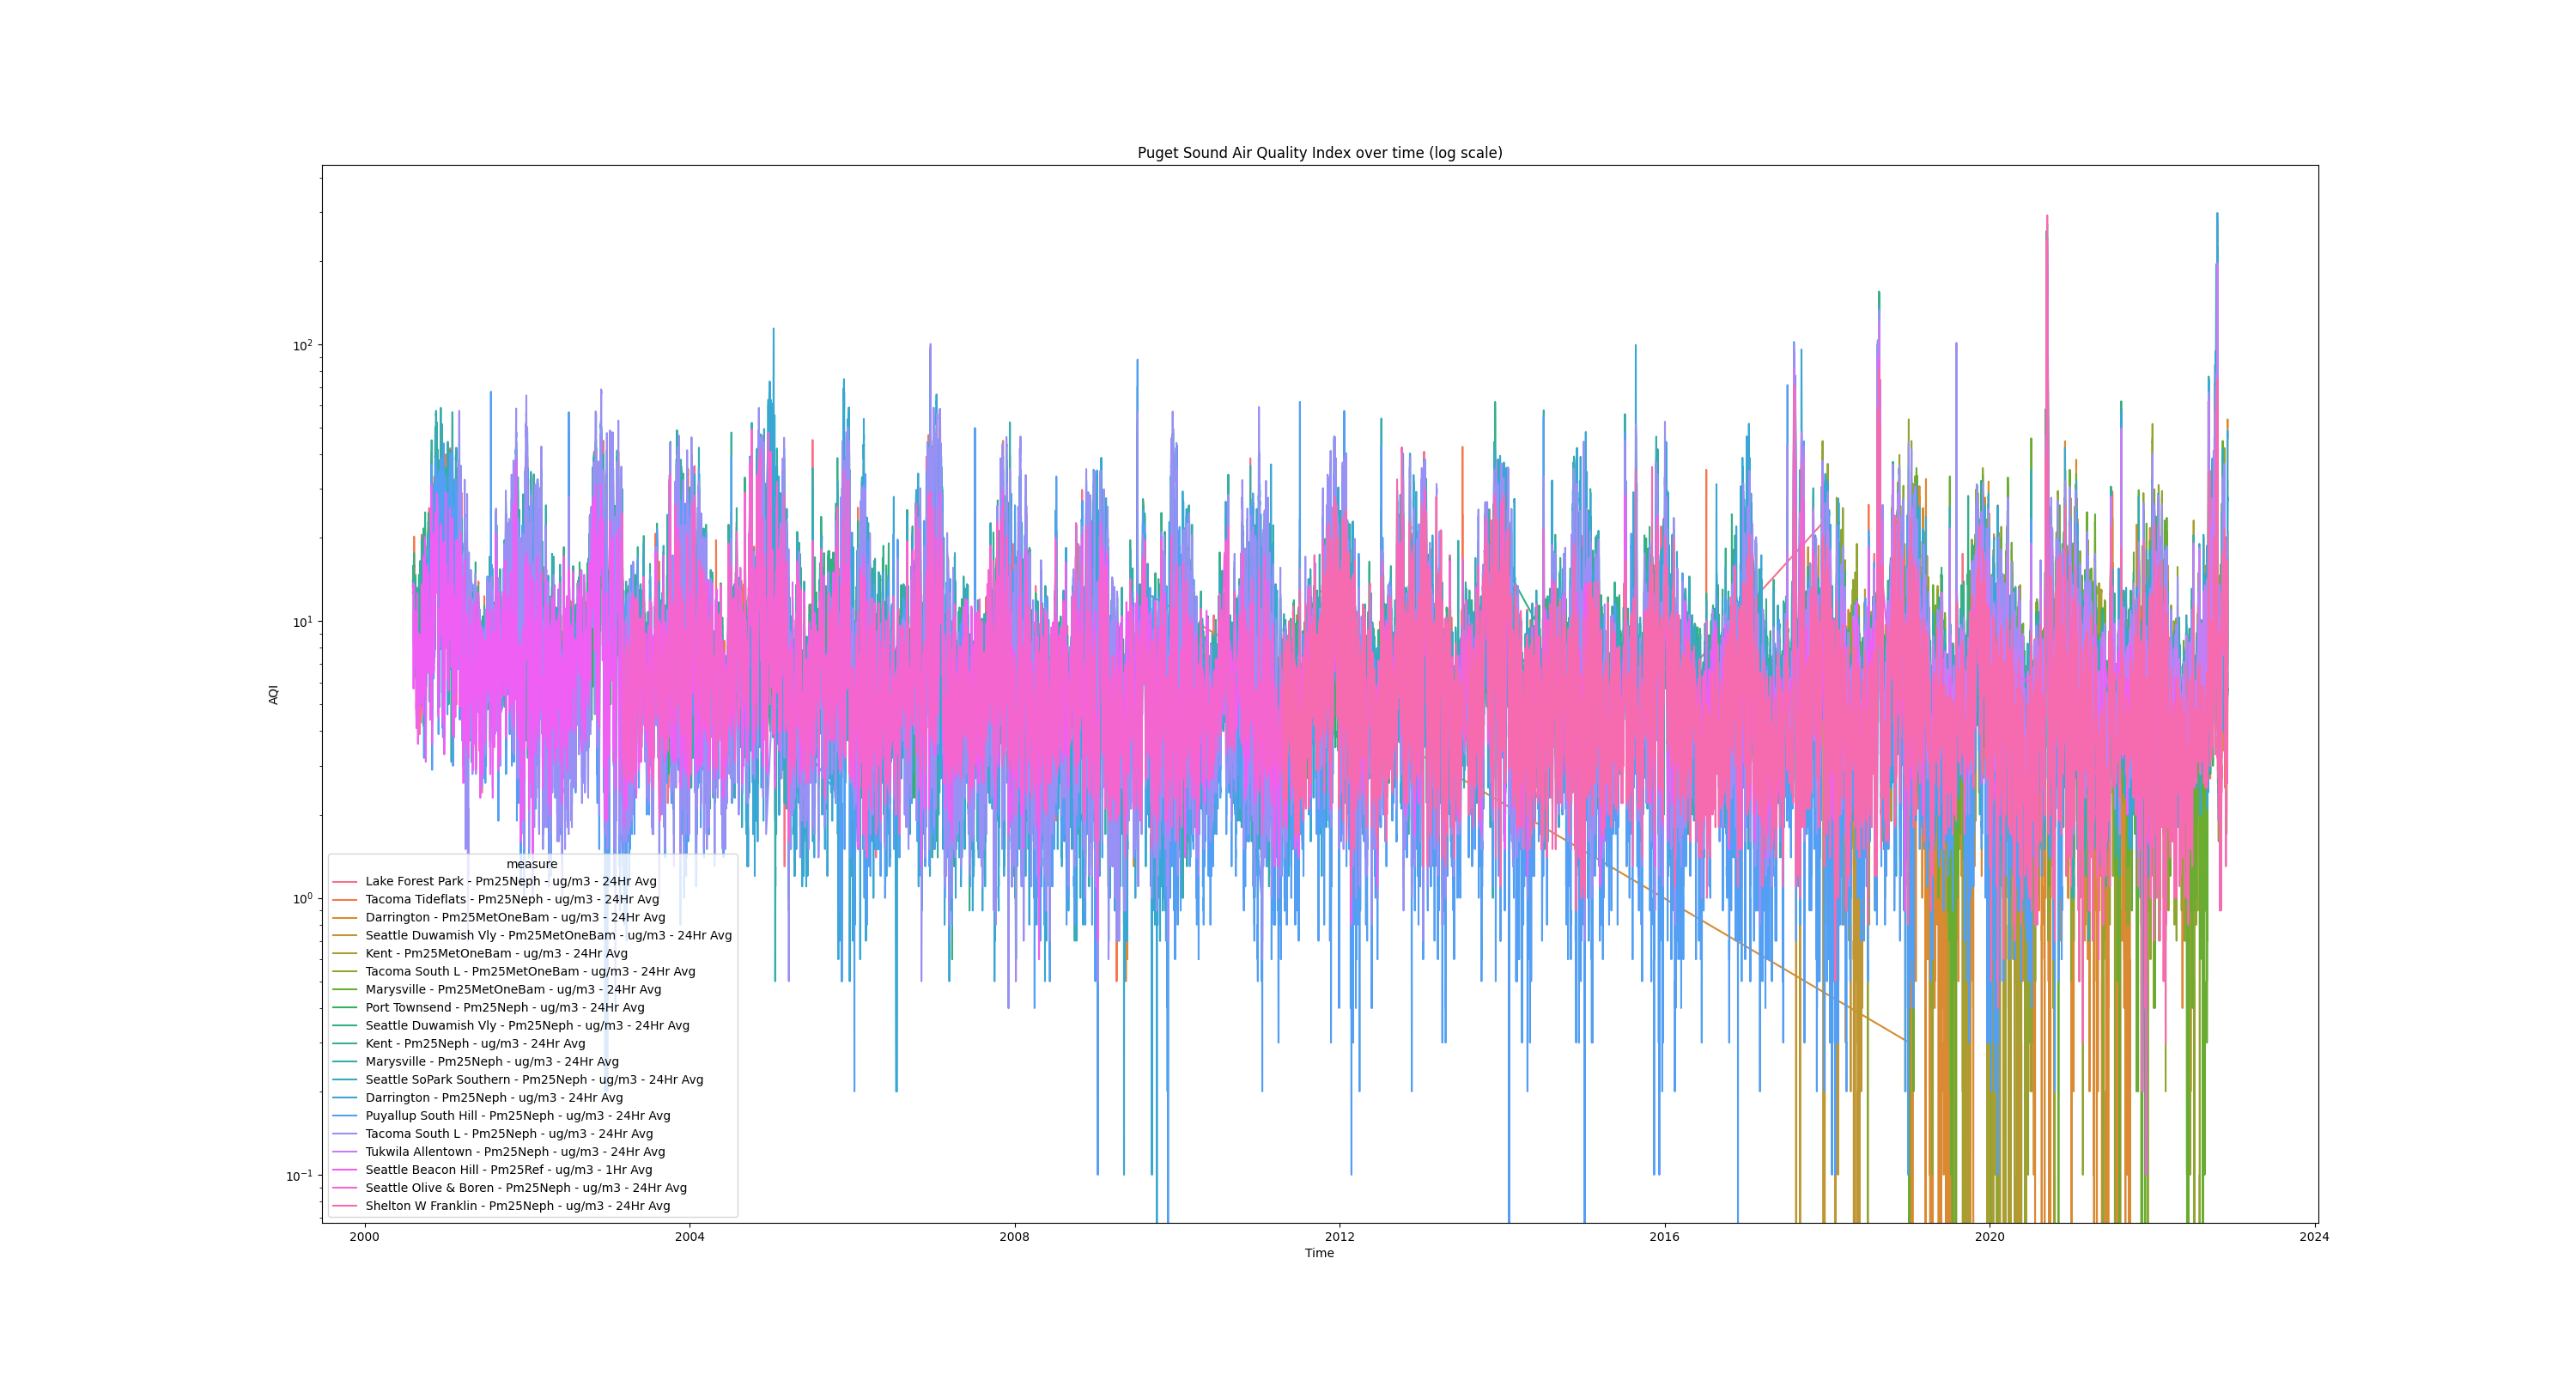 Puget Sound Air Quality Index over time (log scale)
10²
10¹
10⁰
10⁻¹
AQI
measure
Lake Forest Park - Pm25Neph - ug/m3 - 24Hr Avg
Tacoma Tideflats - Pm25Neph - ug/m3 - 24Hr Avg
Darrington - Pm25MetOneBam - ug/m3 - 24Hr Avg
Seattle Duwamish Vly - Pm25MetOneBam - ug/m3 - 24Hr Avg
Kent - Pm25MetOneBam - ug/m3 - 24Hr Avg
Tacoma South L - Pm25MetOneBam - ug/m3 - 24Hr Avg
Marysville - Pm25MetOneBam - ug/m3 - 24Hr Avg
Port Townsend - Pm25Neph - ug/m3 - 24Hr Avg
Seattle Duwamish Vly - Pm25Neph - ug/m3 - 24Hr Avg
Kent - Pm25Neph - ug/m3 - 24Hr Avg
Marysville - Pm25Neph - ug/m3 - 24Hr Avg
Seattle SoPark Southern - Pm25Neph - ug/m3 - 24Hr Avg
Darrington - Pm25Neph - ug/m3 - 24Hr Avg
Puyallup South Hill - Pm25Neph - ug/m3 - 24Hr Avg
Tacoma South L - Pm25Neph - ug/m3 - 24Hr Avg
Tukwila Allentown - Pm25Neph - ug/m3 - 24Hr Avg
Seattle Beacon Hill - Pm25Ref - ug/m3 - 1Hr Avg
Seattle Olive & Boren - Pm25Neph - ug/m3 - 24Hr Avg
Shelton W Franklin - Pm25Neph - ug/m3 - 24Hr Avg
2000 2004 2008 2012 2016 2020 2024
Time